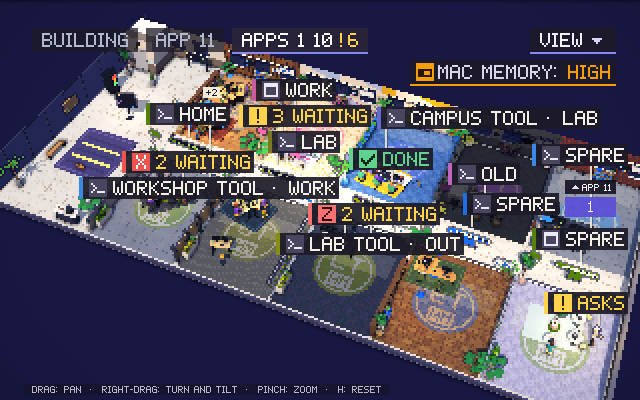 BUILDING · APP 11 APPS 1 10 ! 6
VIEW
MAC MEMORY: HIGH
+2
WORK
HOME
! 3 WAITING
CAMPUS TOOL · LAB
LAB
X 2 WAITING
DONE
SPARE
OLD
WORKSHOP TOOL · WORK
APP 11
1
SPARE
Z 2 WAITING
LAB TOOL · OUT
SPARE
! ASKS
DRAG: PAN · RIGHT-DRAG: TURN AND TILT · PINCH: ZOOM · H: RESET